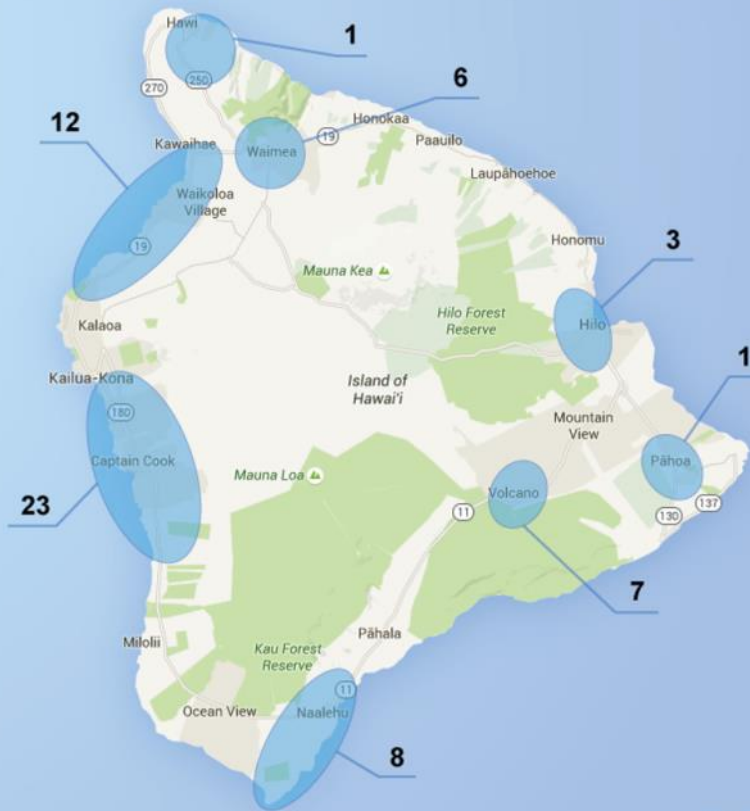 Hawi
1
250
270
6
12
Honokaa
19
Kawaihae
Waimea
Paauilo
Laupāhoehoe
Waikoloa
Village
19
Honomu
3
Mauna Kea
Hilo Forest
Reserve
Hilo
Kalaoa
Kailua-Kona
Island of
Hawai'i
1
180
Mountain
View
Captain Cook
Pāhoa
Mauna Loa
Volcano
23
11
130
137
7
Pāhala
Milolii
Kau Forest
Reserve
11
Ocean View
Naalehu
8